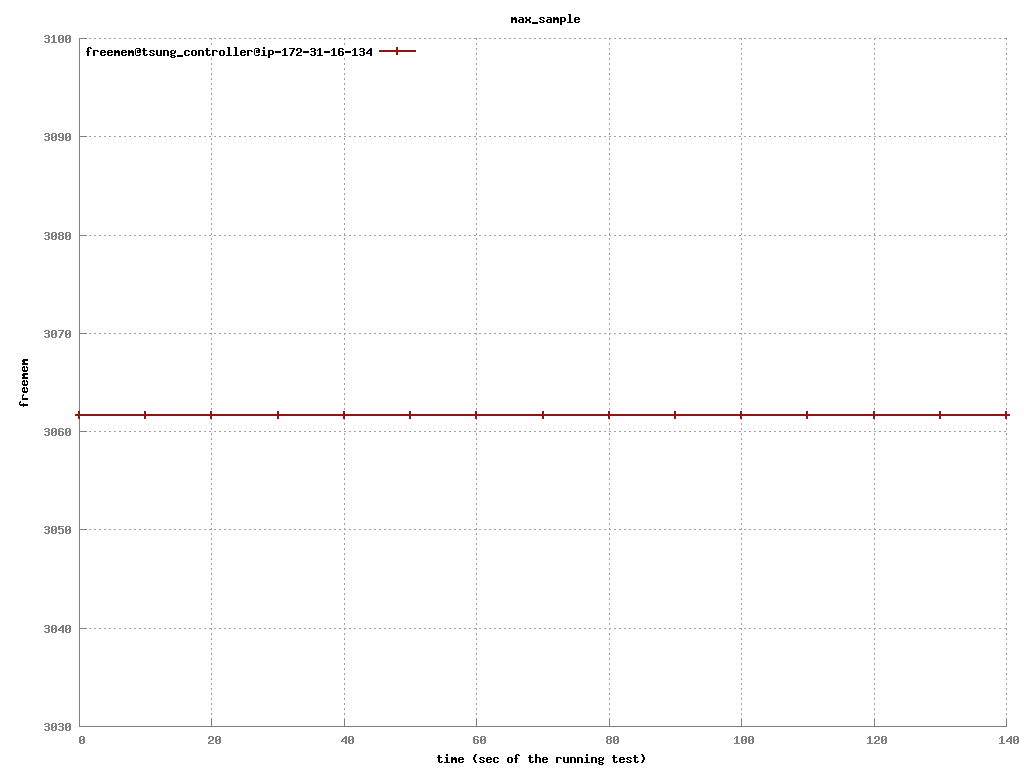 max_sample
freemem@tsung_controller@ip-172-31-16-134
3100
3090
3080
3070
3060
3050
3040
3030
freemem
0 20 40 60 80 100 120 140
time (sec of the running test)